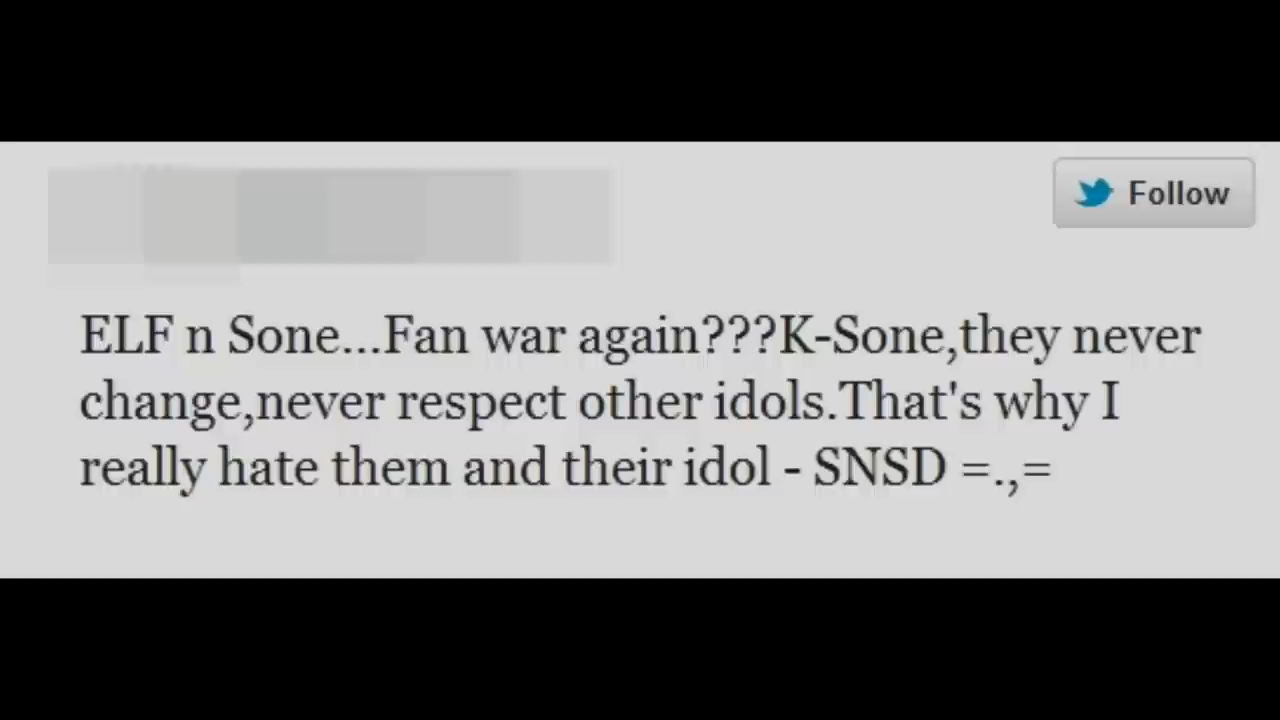 Follow
ELF n Sone...Fan war again???K-Sone,they never
change,never respect other idols.That's why I
really hate them and their idol - SNSD =.,=